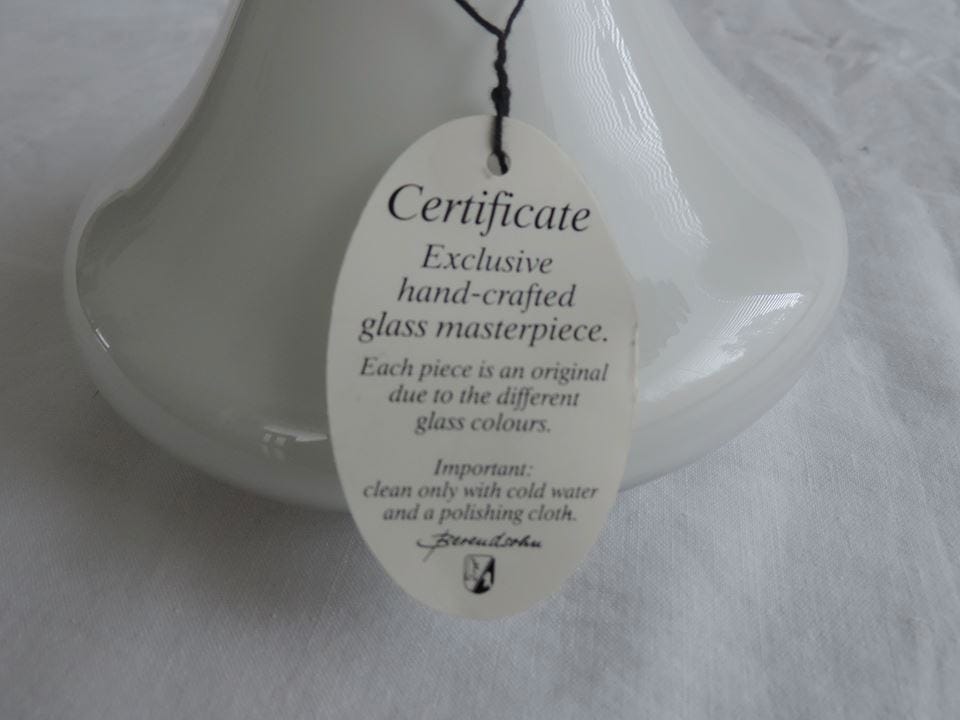 Certificate
Exclusive
hand-crafted
glass masterpiece.
Each piece is an original
due to the different
glass colours.
Important:
clean only with cold water
and a polishing cloth.
Berendsohn